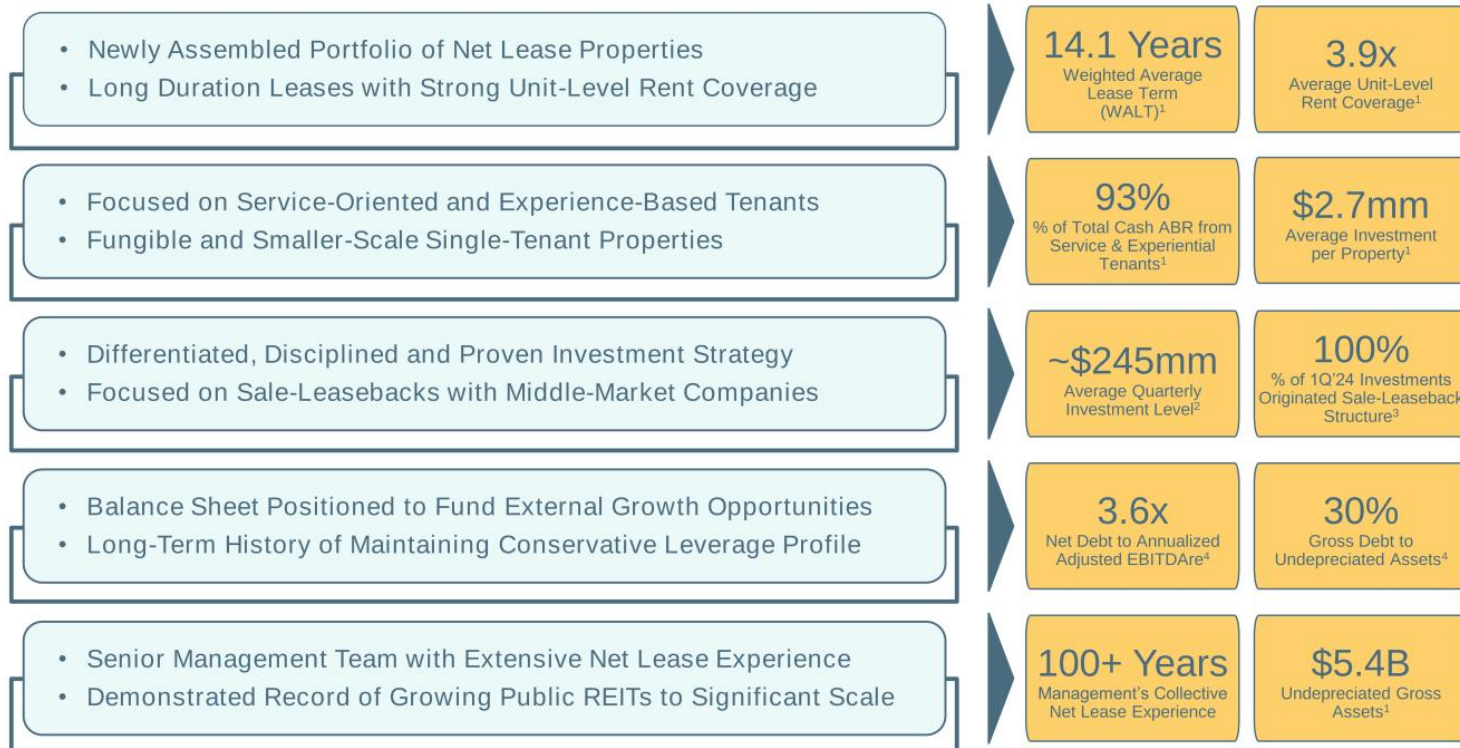 • Newly Assembled Portfolio of Net Lease Properties
• Long Duration Leases with Strong Unit-Level Rent Coverage
14.1 Years
Weighted Average
Lease Term
(WALT)¹
3.9x
Average Unit-Level
Rent Coverage¹
• Focused on Service-Oriented and Experience-Based Tenants
• Fungible and Smaller-Scale Single-Tenant Properties
93%
% of Total Cash ABR from
Service & Experiential
Tenants¹
$2.7mm
Average Investment
per Property¹
• Differentiated, Disciplined and Proven Investment Strategy
• Focused on Sale-Leasebacks with Middle-Market Companies
~$245mm
Average Quarterly
Investment Level²
100%
% of 1Q'24 Investments
Originated Sale-Leaseback
Structure³
• Balance Sheet Positioned to Fund External Growth Opportunities
• Long-Term History of Maintaining Conservative Leverage Profile
3.6x
Net Debt to Annualized
Adjusted EBITDAre⁴
30%
Gross Debt to
Undepreciated Assets⁴
• Senior Management Team with Extensive Net Lease Experience
• Demonstrated Record of Growing Public REITs to Significant Scale
100+ Years
Management's Collective
Net Lease Experience
$5.4B
Undepreciated Gross
Assets¹